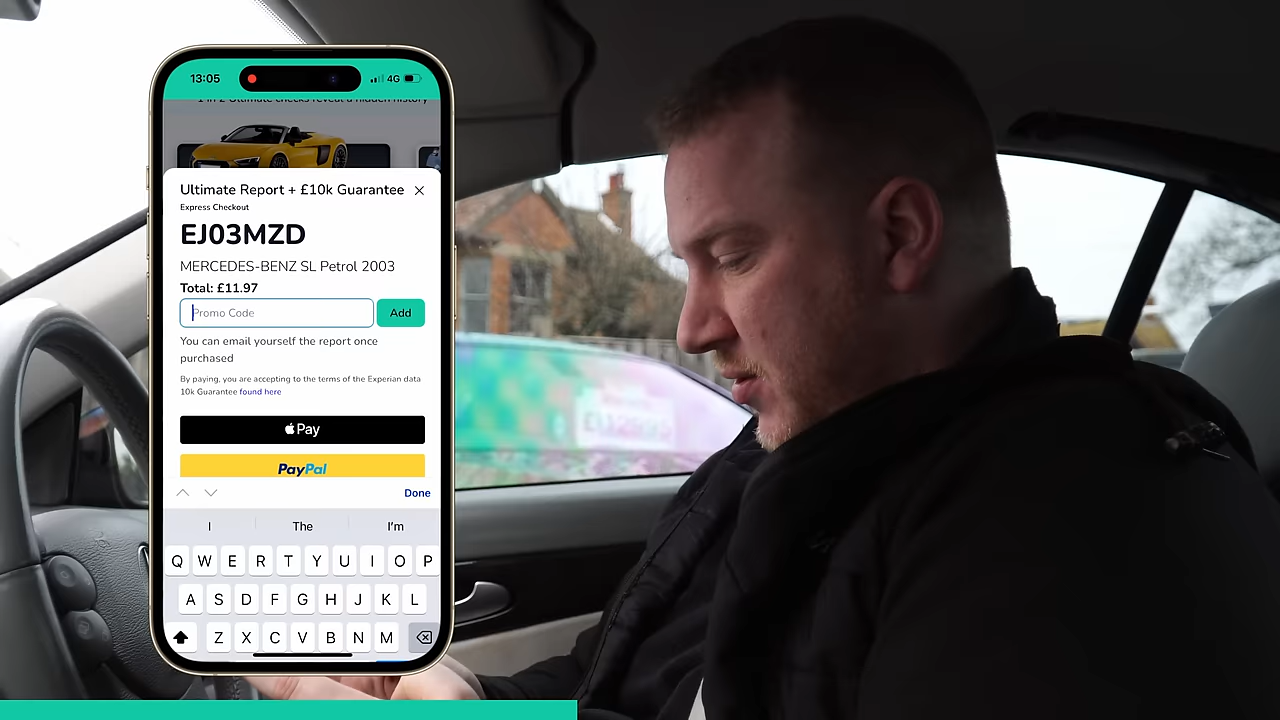 13:05
4G
1 in 2 Ultimate checks reveal a hidden history
Ultimate Report + £10k Guarantee
Express Checkout
EJ03MZD
MERCEDES-BENZ SL Petrol 2003
Total: £11.97
Promo Code
Add
You can email yourself the report once
purchased
By paying, you are accepting to the terms of the Experian data
10k Guarantee found here
Pay
PayPal
Done
I The I'm
Q W E R T Y U I O P
A S D F G H J K L
Z X C V B N M